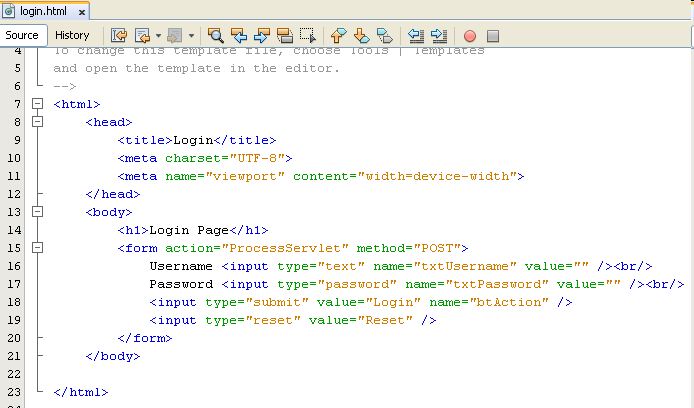 login.html x
Source History
4 To change this template file, choose Tools | Templates
5 and open the template in the editor.
6 -->
7 <html>
8 <head>
9 <title>Login</title>
10 <meta charset="UTF-8">
11 <meta name="viewport" content="width=device-width">
12 </head>
13 <body>
14 <h1>Login Page</h1>
15 <form action="ProcessServlet" method="POST">
16 Username <input type="text" name="txtUsername" value="" /><br/>
17 Password <input type="password" name="txtPassword" value="" /><br/>
18 <input type="submit" value="Login" name="btAction" />
19 <input type="reset" value="Reset" />
20 </form>
21 </body>
22
23 </html>